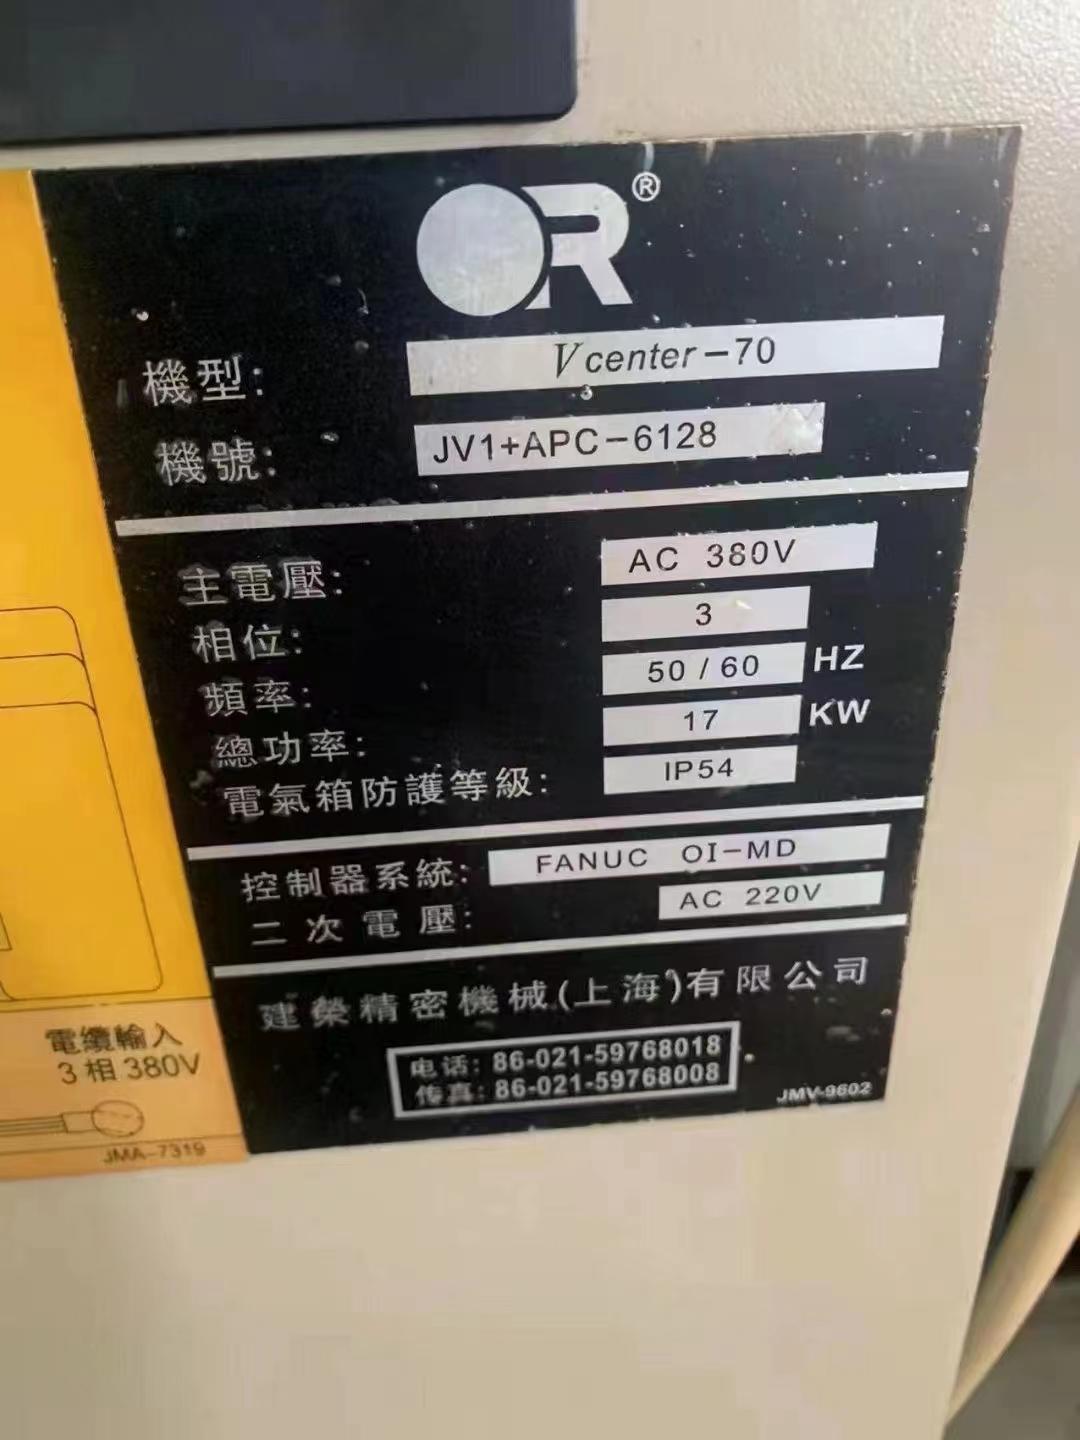 OR®
機型: Vcenter-70
機號: JV1+APC-6128
主電壓: AC 380V
相位: 3
頻率: 50 / 60 HZ
總功率: 17 KW
電氣箱防護等級: IP54
控制器系統: FANUC OI-MD
二次電壓: AC 220V
建榮精密機械(上海)有限公司
电话: 86-021-59768018
传真: 86-021-59768008
JMV-9602
電纜輸入
3相380V
JMA-7319